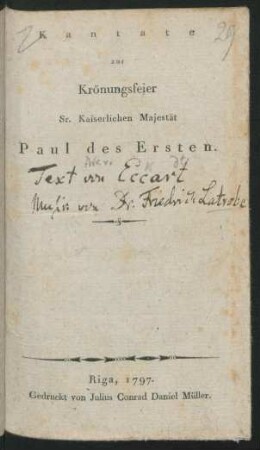 29
Kantate
zur
Krönungsfeier
Sr. Kaiserlichen Majestät
Paul des Ersten.
Text von Eccart
Musik von Dr. Friedrich Latrobe
Riga, 1797.
Gedruckt von Julius Conrad Daniel Müller.